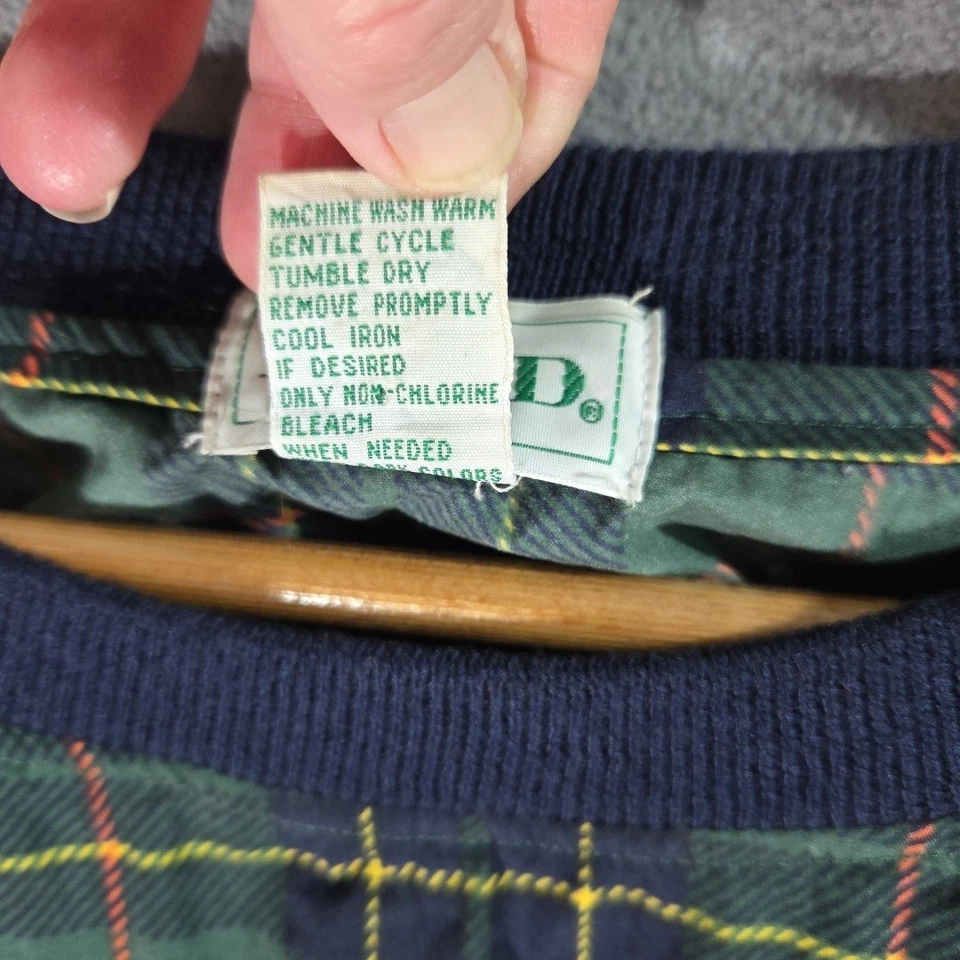 MACHINE WASH WARM
GENTLE CYCLE
TUMBLE DRY
REMOVE PROMPTLY
COOL IRON
IF DESIRED
ONLY NON-CHLORINE
BLEACH
WHEN NEEDED
COLORS
D®